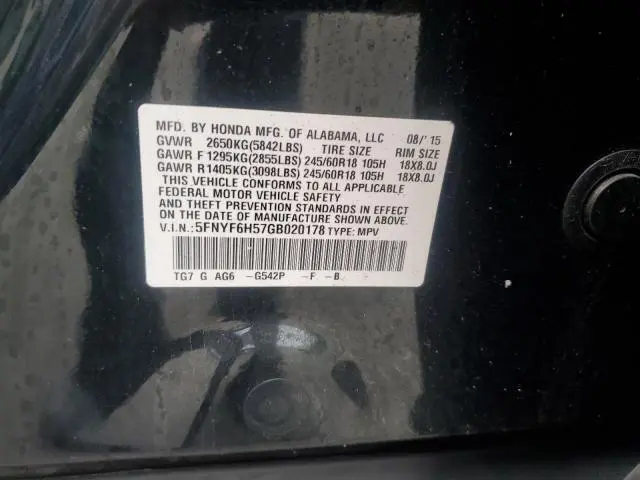 MFD. BY HONDA MFG. OF ALABAMA, LLC 08/'15
GVWR 2650KG(5842LBS) TIRE SIZE RIM SIZE
GAWR F 1295KG(2855LBS) 245/60R18 105H 18X8.0J
GAWR R 1405KG(3098LBS) 245/60R18 105H 18X8.0J
THIS VEHICLE CONFORMS TO ALL APPLICABLE
FEDERAL MOTOR VEHICLE SAFETY
AND THEFT PREVENTION STANDARDS IN EFFECT
ON THE DATE OF MANUFACTURE SHOWN ABOVE.
V.I.N.: 5FNYF6H57GB020178 TYPE: MPV
TG7 G AG6 -G542P -F -B